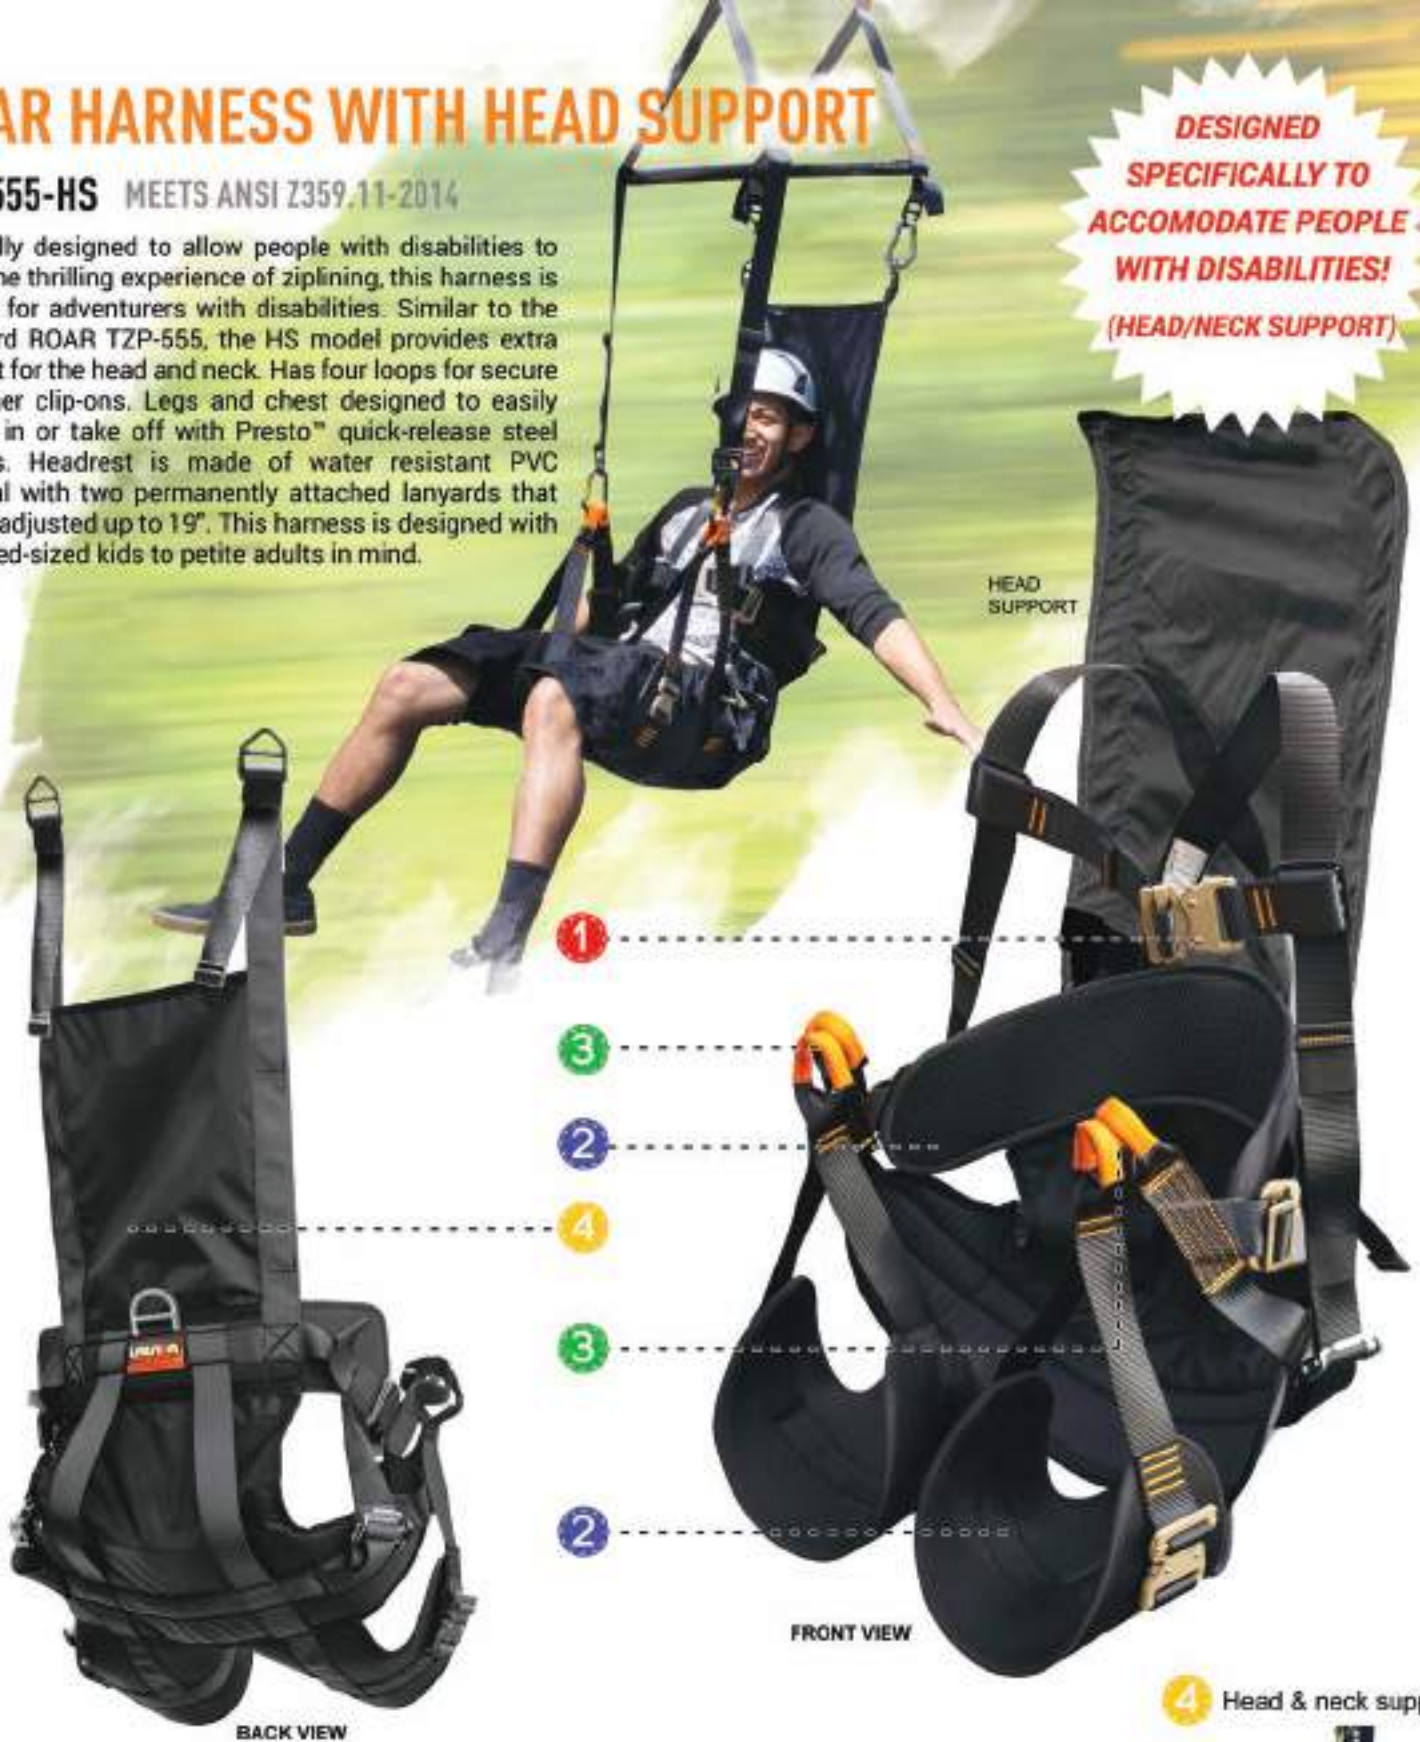 AR HARNESS WITH HEAD SUPPORT
555-HS MEETS ANSI Z359.11-2014
lly designed to allow people with disabilities to
ne thrilling experience of ziplining, this harness is
for adventurers with disabilities. Similar to the
rd ROAR TZP-555, the HS model provides extra
t for the head and neck. Has four loops for secure
ner clip-ons. Legs and chest designed to easily
in or take off with Presto™ quick-release steel
s. Headrest is made of water resistant PVC
al with two permanently attached lanyards that
adjusted up to 19". This harness is designed with
ed-sized kids to petite adults in mind.
DESIGNED
SPECIFICALLY TO
ACCOMODATE PEOPLE
WITH DISABILITIES!
(HEAD/NECK SUPPORT)
HEAD
SUPPORT
1
3
2
4
3
2
FRONT VIEW
BACK VIEW
4 Head & neck supp